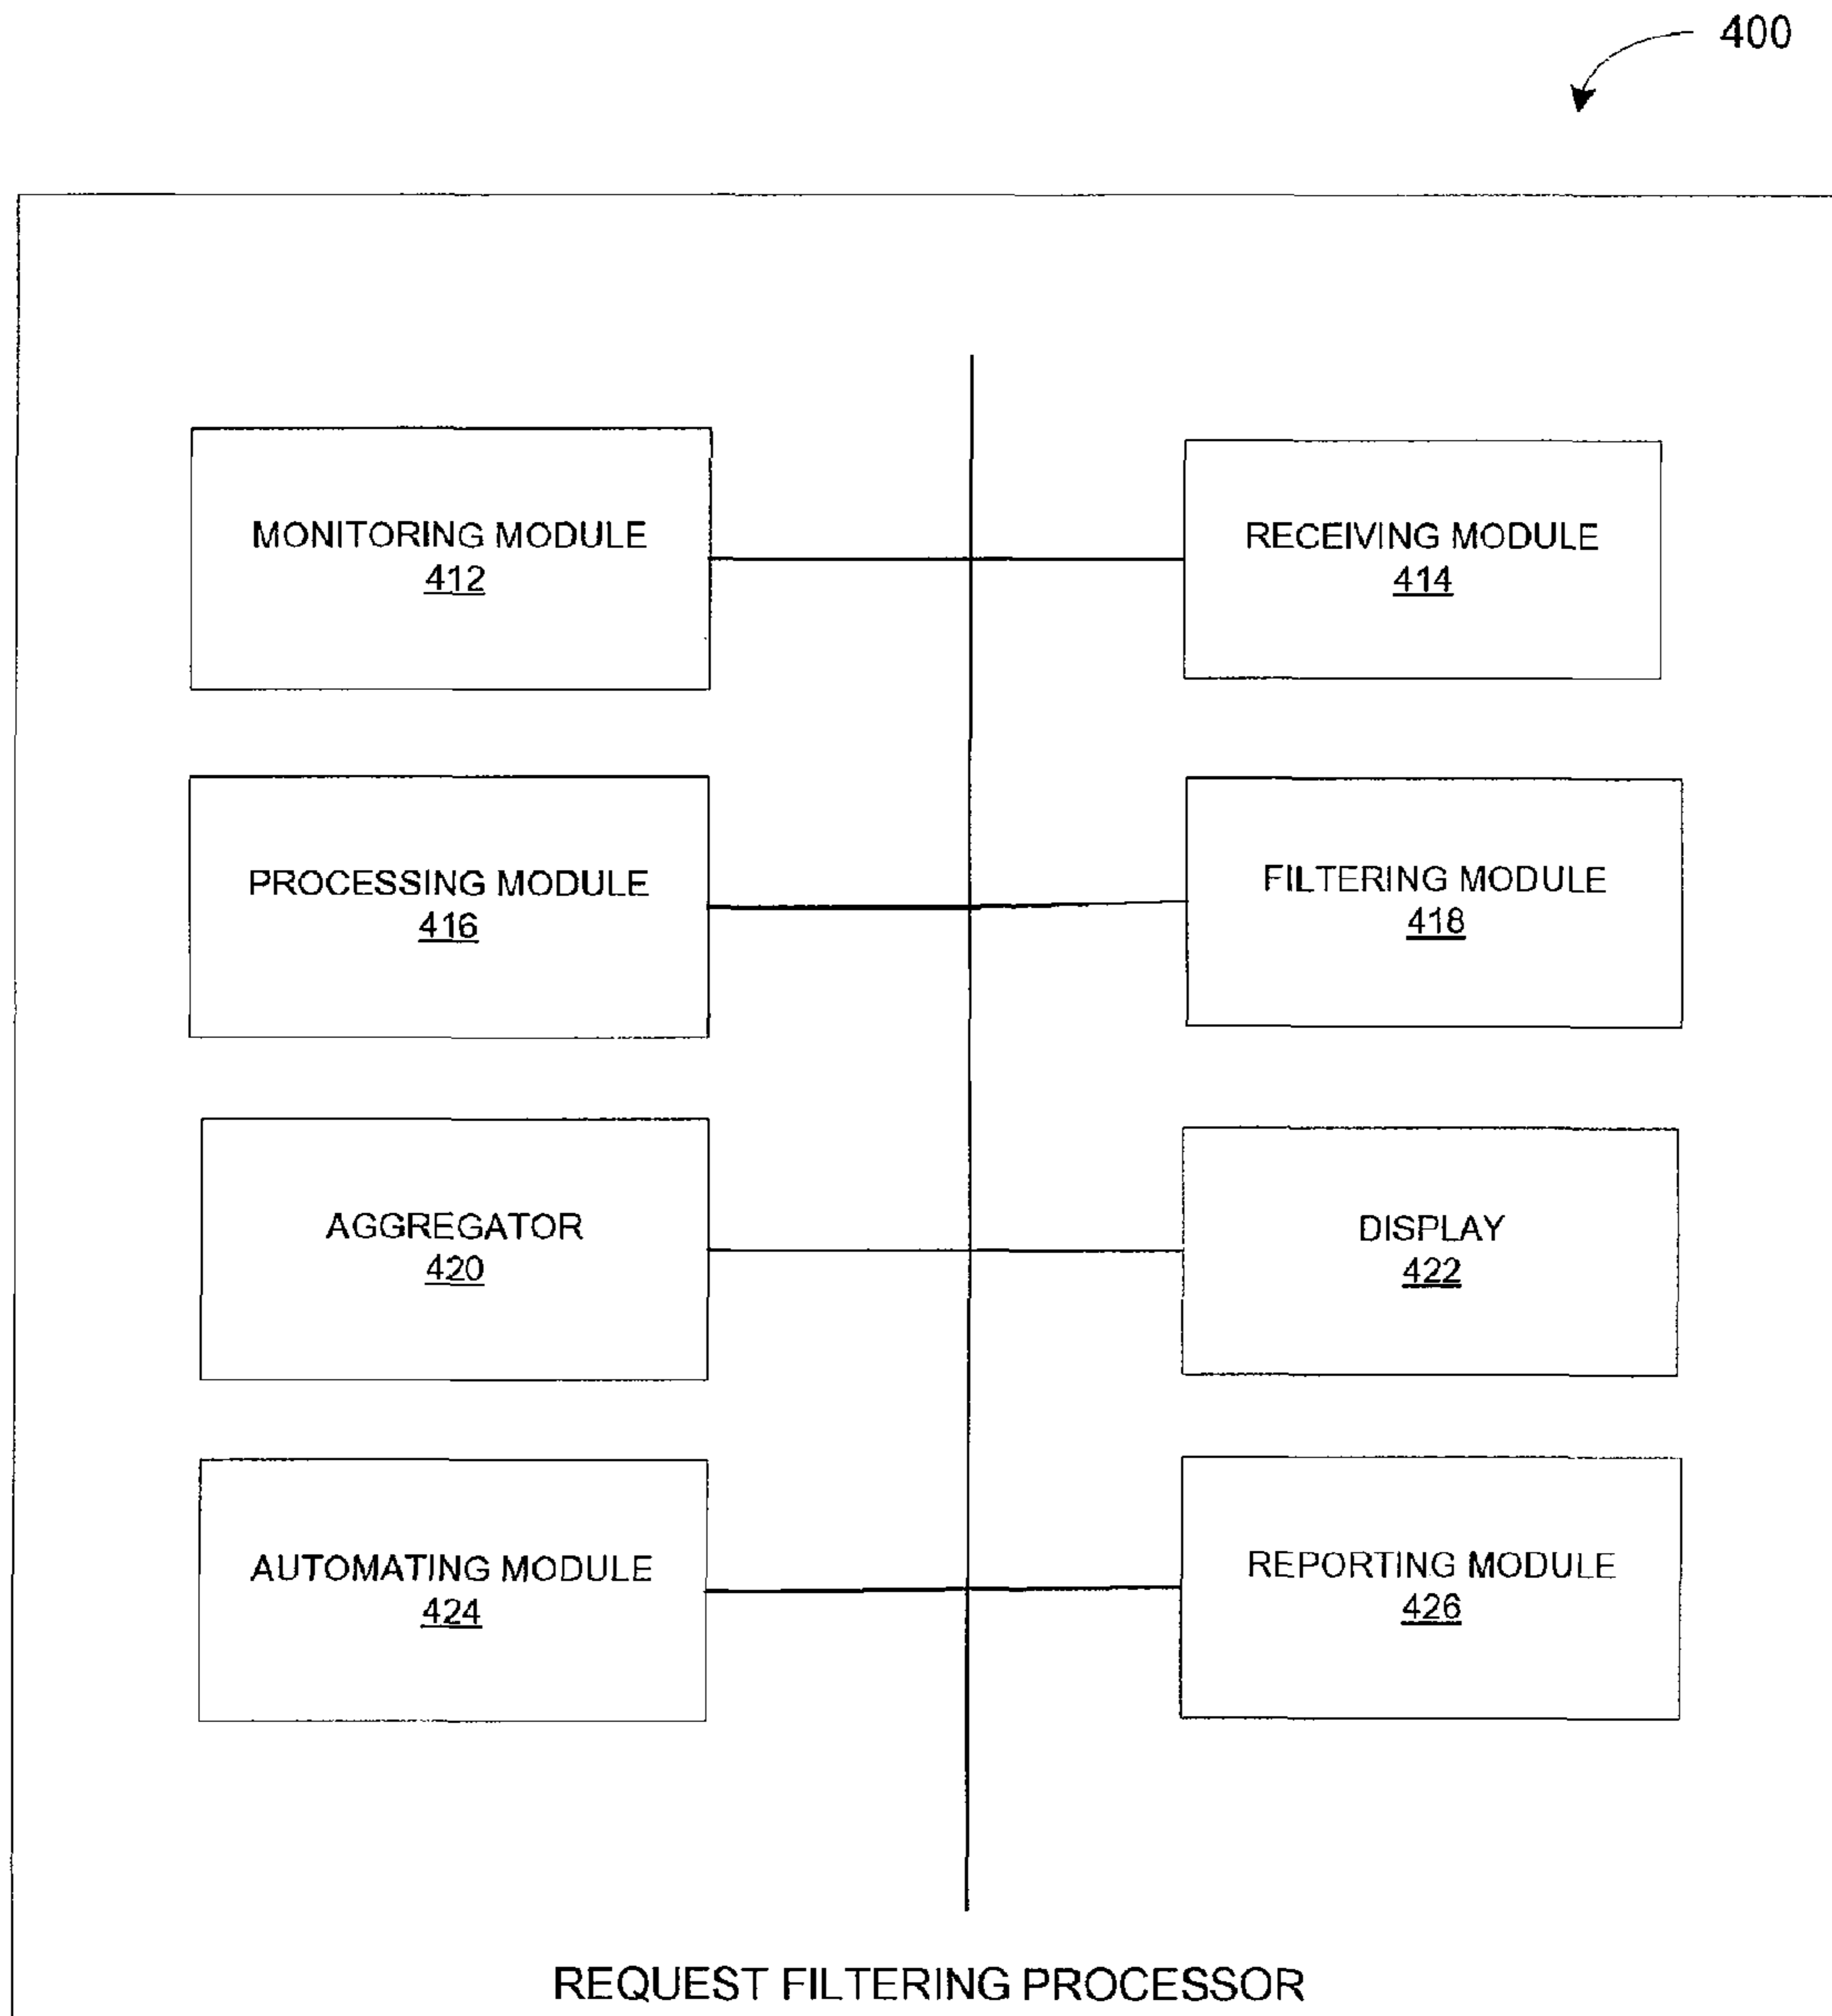 400
MONITORING MODULE
412
RECEIVING MODULE
414
PROCESSING MODULE
416
FILTERING MODULE
418
AGGREGATOR
420
DISPLAY
422
AUTOMATING MODULE
424
REPORTING MODULE
426
REQUEST FILTERING PROCESSOR